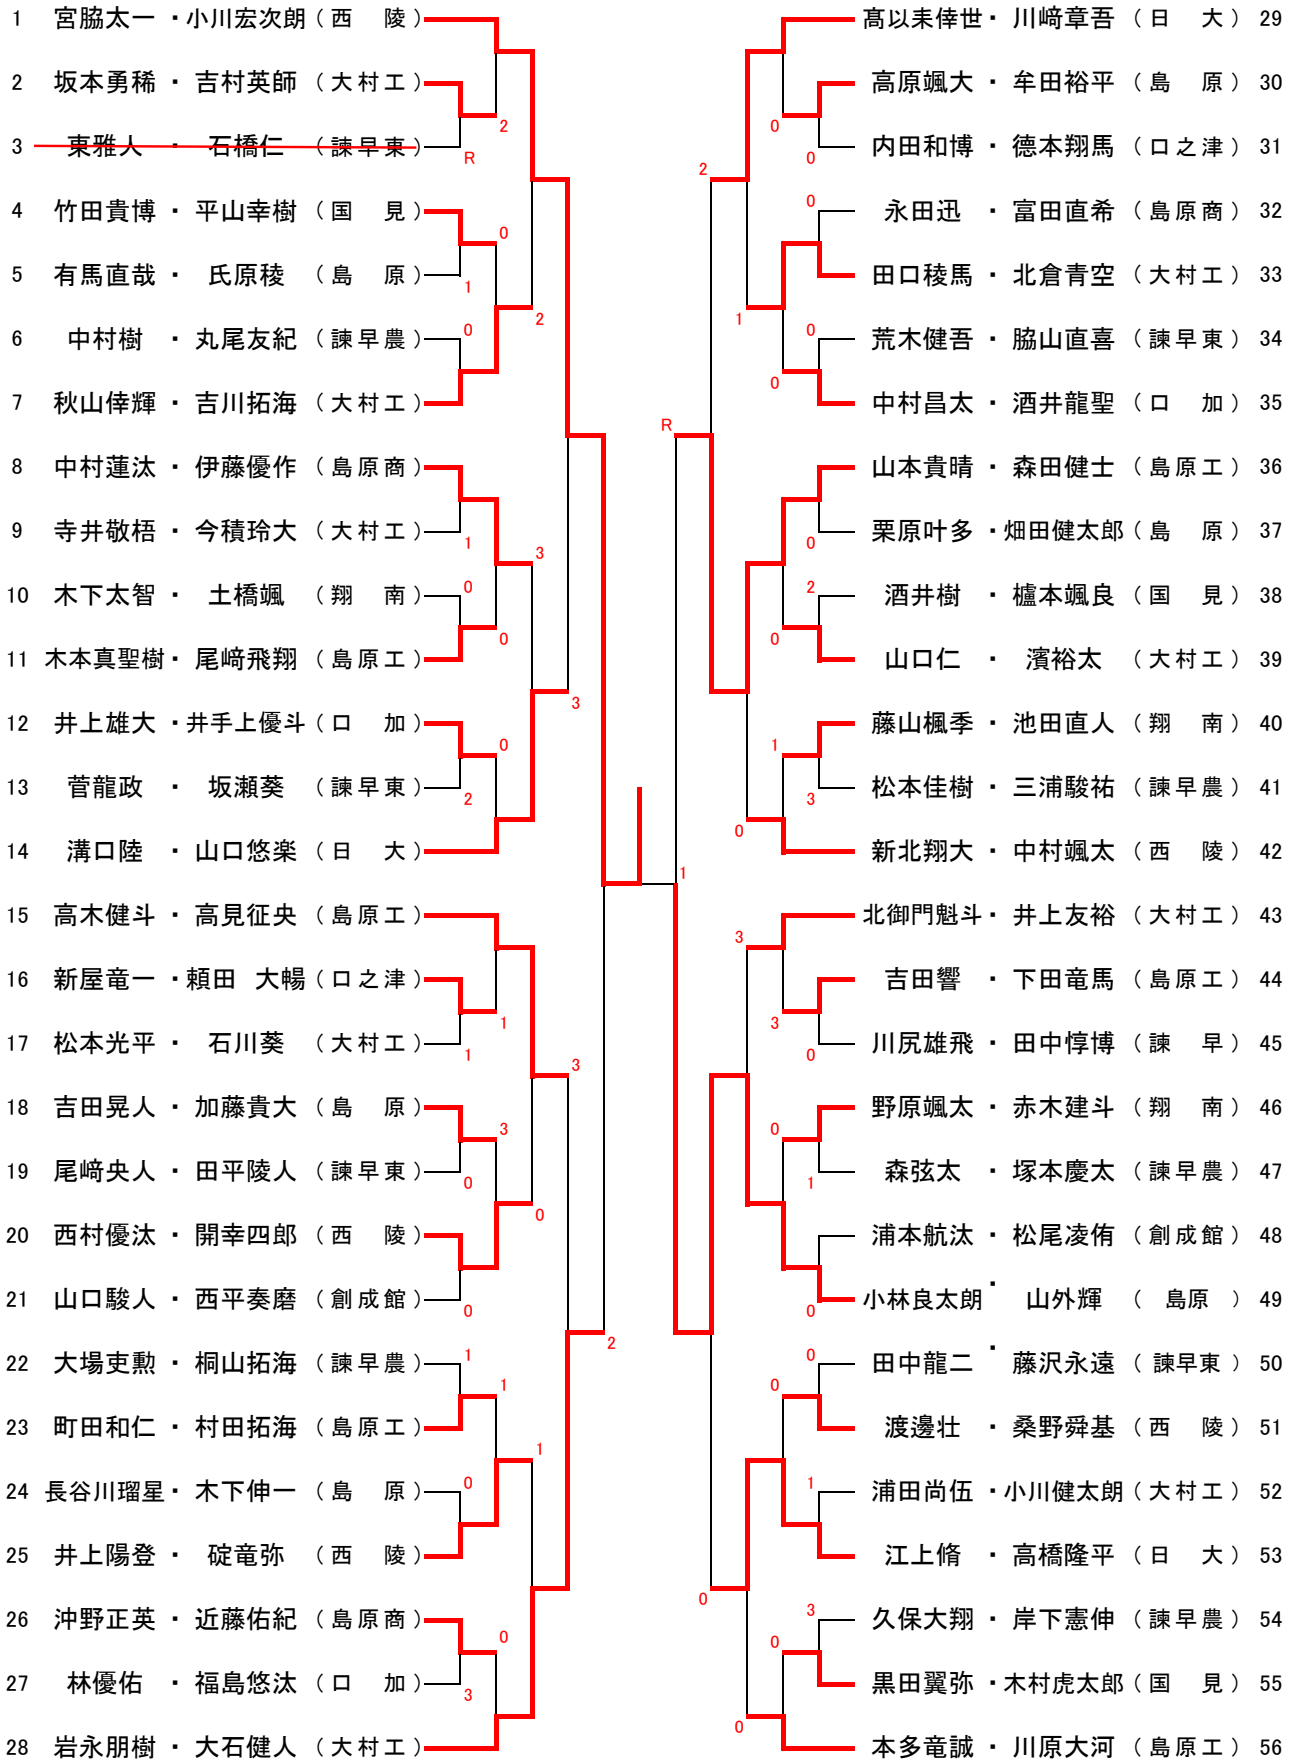 1 宮脇太一 ・ 小川宏次朗 （ 西 陵 ）
2 坂本勇稀 ・ 吉村英師 （ 大村工 ）
2
3 東雅人 ・ 石橋仁 （ 諫早東 ）
R
4 竹田貴博 ・ 平山幸樹 （ 国 見 ）
0
5 有馬直哉 ・ 氏原稜 （ 島 原 ）
1
2
6 中村樹 ・ 丸尾友紀 （ 諫早農 ）
0
7 秋山倖輝 ・ 吉川拓海 （ 大村工 ）
8 中村蓮汰 ・ 伊藤優作 （ 島原商 ）
9 寺井敬梧 ・ 今積玲大 （ 大村工 ）
1
3
10 木下太智 ・ 土橋颯 （ 翔 南 ）
0
0
11 木本真聖樹 ・ 尾﨑飛翔 （ 島原工 ）
3
12 井上雄大 ・ 井手上優斗 （ 口 加 ）
0
13 菅龍政 ・ 坂瀬葵 （ 諫早東 ）
2
14 溝口陸 ・ 山口悠楽 （ 日 大 ）
15 高木健斗 ・ 高見征央 （ 島原工 ）
16 新屋竜一 ・ 頼田 大暢 （ 口之津 ）
1
17 松本光平 ・ 石川葵 （ 大村工 ）
1
3
18 吉田晃人 ・ 加藤貴大 （ 島 原 ）
3
19 尾﨑央人 ・ 田平陵人 （ 諫早東 ）
0
0
20 西村優汰 ・ 開幸四郎 （ 西 陵 ）
21 山口駿人 ・ 西平奏磨 （ 創成館 ）
0
2
22 大場吏勲 ・ 桐山拓海 （ 諫早農 ）
1
1
23 町田和仁 ・ 村田拓海 （ 島原工 ）
1
24 長谷川瑠星 ・ 木下伸一 （ 島 原 ）
0
25 井上陽登 ・ 碇竜弥 （ 西 陵 ）
26 沖野正英 ・ 近藤佑紀 （ 島原商 ）
0
27 林優佑 ・ 福島悠汰 （ 口 加 ）
3
28 岩永朋樹 ・ 大石健人 （ 大村工 ）
髙以耒倖世 ・ 川﨑章吾 （ 日 大 ） 29
高原颯大 ・ 牟田裕平 （ 島 原 ） 30
0
内田和博 ・ 德本翔馬 （ 口之津 ） 31
0
2
永田迅 ・ 富田直希 （ 島原商 ） 32
0
田口稜馬 ・ 北倉青空 （ 大村工 ） 33
1
荒木健吾 ・ 脇山直喜 （ 諫早東 ） 34
0
0
中村昌太 ・ 酒井龍聖 （ 口 加 ） 35
R
山本貴晴 ・ 森田健士 （ 島原工 ） 36
栗原叶多 ・ 畑田健太郎 （ 島 原 ） 37
0
酒井樹 ・ 櫨本颯良 （ 国 見 ） 38
2
0
山口仁 ・ 濱裕太 （ 大村工 ） 39
藤山楓季 ・ 池田直人 （ 翔 南 ） 40
1
松本佳樹 ・ 三浦駿祐 （ 諫早農 ） 41
3
0
新北翔大 ・ 中村颯太 （ 西 陵 ） 42
1
北御門魁斗 ・ 井上友裕 （ 大村工 ） 43
3
吉田響 ・ 下田竜馬 （ 島原工 ） 44
3
川尻雄飛 ・ 田中惇博 （ 諫 早 ） 45
0
野原颯太 ・ 赤木建斗 （ 翔 南 ） 46
0
森弦太 ・ 塚本慶太 （ 諫早農 ） 47
1
浦本航汰 ・ 松尾凌侑 （ 創成館 ） 48
小林良太朗 ・ 山外輝 （ 島原 ） 49
0
田中龍二 ・ 藤沢永遠 （ 諫早東 ） 50
0
0
渡邊壮 ・ 桑野舜基 （ 西 陵 ） 51
浦田尚伍 ・ 小川健太朗 （ 大村工 ） 52
1
江上脩 ・ 高橋隆平 （ 日 大 ） 53
0
久保大翔 ・ 岸下憲伸 （ 諫早農 ） 54
3
0
黒田翼弥 ・ 木村虎太郎 （ 国 見 ） 55
0
本多竜誠 ・ 川原大河 （ 島原工 ） 56